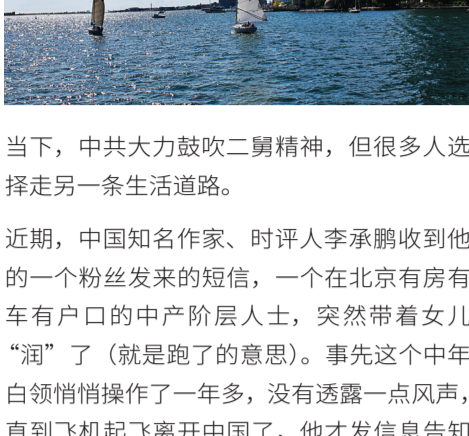 当下，中共大力鼓吹二舅精神，但很多人选
择走另一条生活道路。
近期，中国知名作家、时评人李承鹏收到他
的一个粉丝发来的短信，一个在北京有房有
车有户口的中产阶层人士，突然带着女儿
“润”了（就是跑了的意思）。事先这个中年
白领悄悄操作了一年多，没有透露一点风声，
直到飞机起飞离开中国了，他才发信息告知